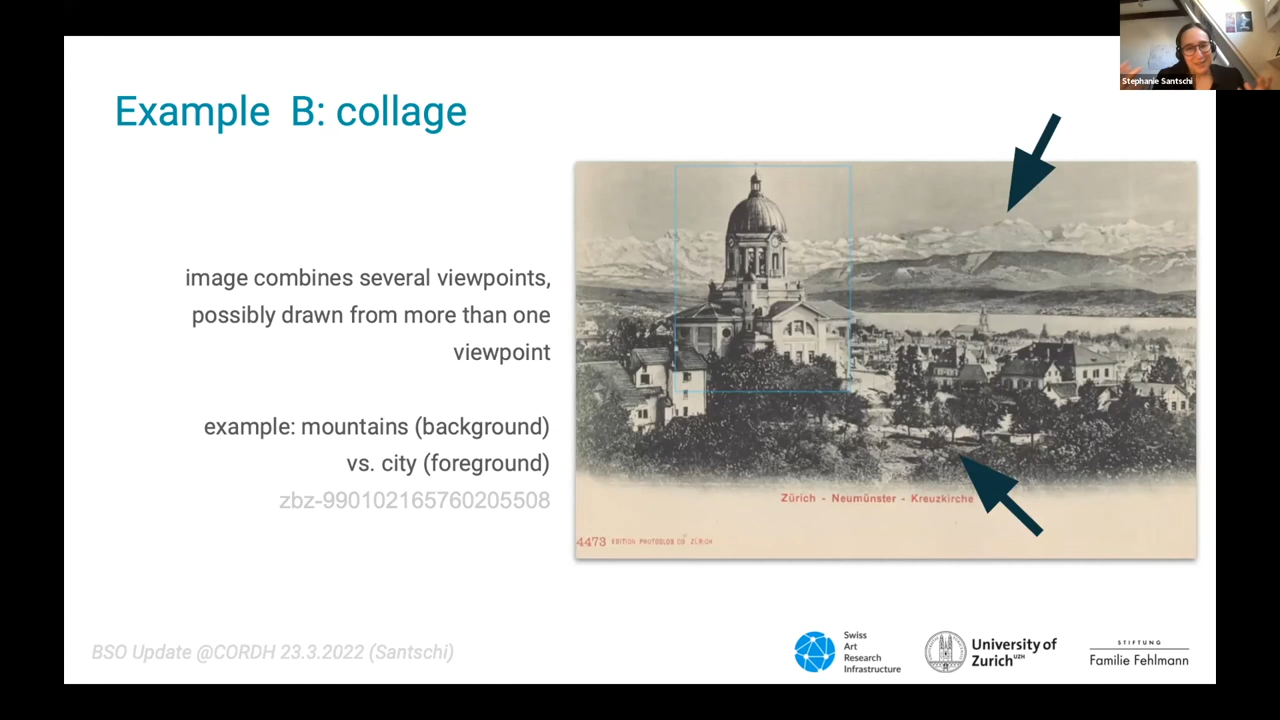 Stephanie Santschi
Example B: collage
image combines several viewpoints,
possibly drawn from more than one
viewpoint
example: mountains (background)
vs. city (foreground)
zbz-990102165760205508
Zürich - Neumünster - Kreuzkirche
4473 EDITION PHOTOGLOB CO ZÜRICH
BSO Update @CORDH 23.3.2022 (Santschi)
Swiss
Art
Research
Infrastructure
University of
Zurich UZH
STIFTUNG
Familie Fehlmann